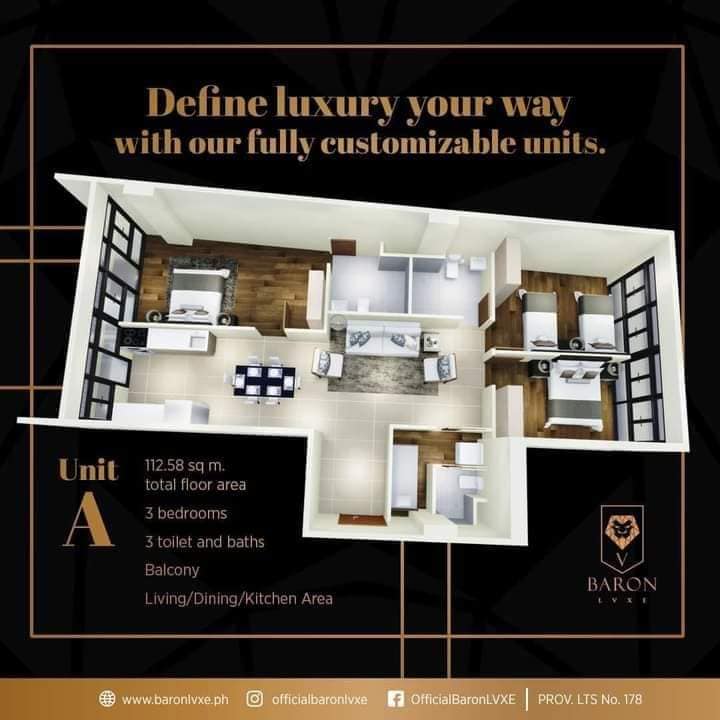 Define luxury your way
with our fully customizable units.
Unit
A
112.58 sq m.
total floor area
3 bedrooms
3 toilet and baths
Balcony
Living/Dining/Kitchen Area
V
BARON
LVXE
www.baronlvxe.ph officialbaronlvxe OfficialBaronLVXE | PROV. LTS No. 178